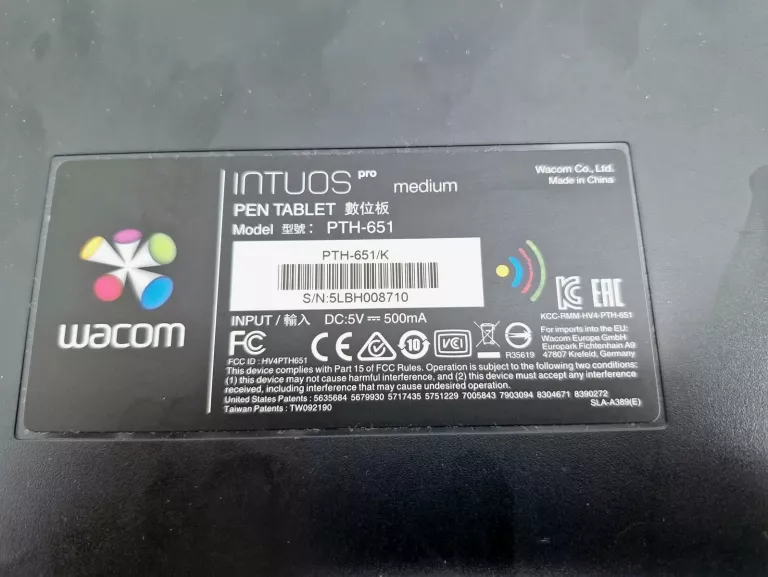 INTUOS pro medium
Wacom Co., Ltd.
Made in China
PEN TABLET 數位板
Model 型號： PTH-651
PTH-651/K
S/N:5LBH008710
wacom
INPUT / 輸入 DC:5V ⎓ 500mA
KCC-RMM-HV4-PTH-651
EAC
FC
FCC ID : HV4PTH651
CE
10
VCI
R35619
For imports into the EU:
Wacom Europe GmbH
Europark Fichtenhain A9
47807 Krefeld, Germany
This device complies with Part 15 of FCC Rules. Operation is subject to the following two conditions:
(1) this device may not cause harmful interference, and (2) this device must accept any interference
received, including interference that may cause undesired operation.
United States Patents : 5635684 5679930 5717435 5751229 7005843 7903094 8304671 8390272
Taiwan Patents : TW092190
SLA-A389(E)